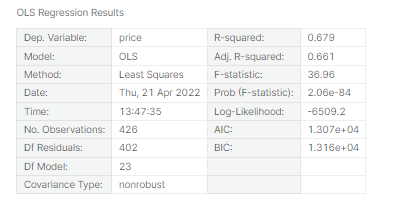 OLS Regression Results
Dep. Variable: price R-squared: 0.679
Model: OLS Adj. R-squared: 0.661
Method: Least Squares F-statistic: 36.96
Date: Thu, 21 Apr 2022 Prob (F-statistic): 2.06e-84
Time: 13:47:35 Log-Likelihood: -6509.2
No. Observations: 426 AIC: 1.307e+04
Df Residuals: 402 BIC: 1.316e+04
Df Model: 23
Covariance Type: nonrobust